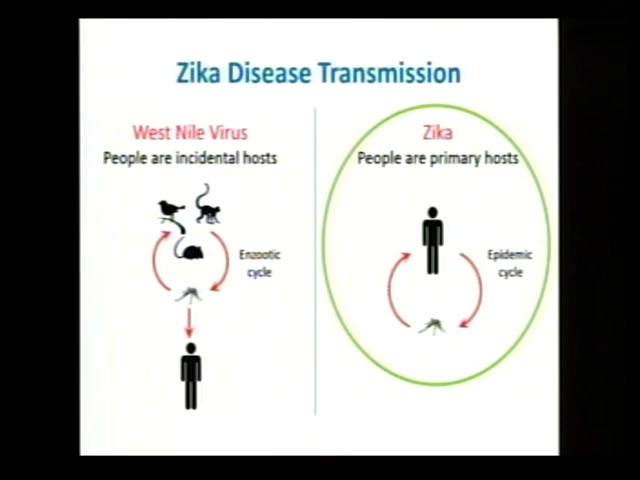 Zika Disease Transmission
West Nile Virus
People are incidental hosts
Enzootic
cycle
Zika
People are primary hosts
Epidemic
cycle